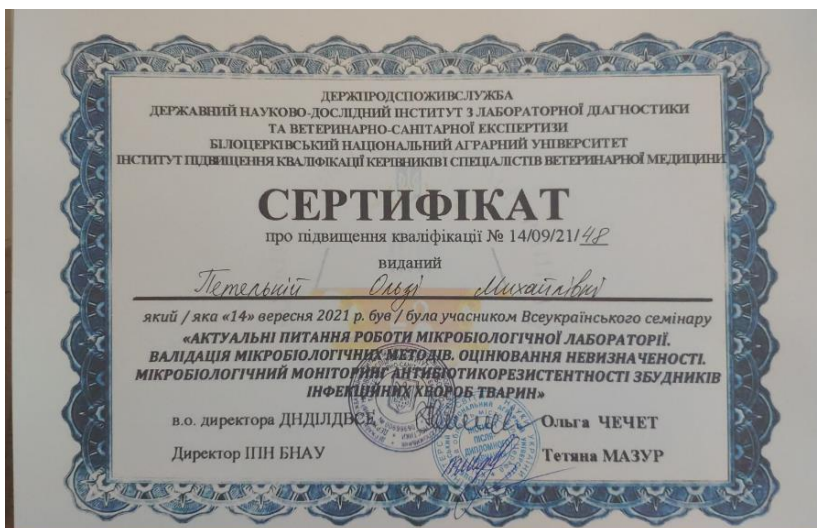 ДЕРЖПРОДСПОЖИВСЛУЖБА
ДЕРЖАВНИЙ НАУКОВО-ДОСЛІДНИЙ ІНСТИТУТ З ЛАБОРАТОРНОЇ ДІАГНОСТИКИ
ТА ВЕТЕРИНАРНО-САНІТАРНОЇ ЕКСПЕРТИЗИ
БІЛОЦЕРКІВСЬКИЙ НАЦІОНАЛЬНИЙ АГРАРНИЙ УНІВЕРСИТЕТ
ІНСТИТУТ ПІДВИЩЕННЯ КВАЛІФІКАЦІЇ КЕРІВНИКІВ І СПЕЦІАЛІСТІВ ВЕТЕРИНАРНОЇ МЕДИЦИНИ
СЕРТИФІКАТ
про підвищення кваліфікації № 14/09/21/48
виданий
Ользі Михайлівні
який / яка «14» вересня 2021 р. був / була учасником Всеукраїнського семінару
«АКТУАЛЬНІ ПИТАННЯ РОБОТИ МІКРОБІОЛОГІЧНОЇ ЛАБОРАТОРІЇ.
ВАЛІДАЦІЯ МІКРОБІОЛОГІЧНИХ МЕТОДІВ. ОЦІНЮВАННЯ НЕВИЗНАЧЕНОСТІ.
МІКРОБІОЛОГІЧНИЙ МОНІТОРИНГ АНТИБІОТИКОРЕЗИСТЕНТНОСТІ ЗБУДНИКІВ
ІНФЕКЦІЙНИХ ХВОРОБ ТВАРИН»
в.о. директора ДНДІЛДВСЕ Ольга ЧЕЧЕТ
Директор ІПН БНАУ Тетяна МАЗУР